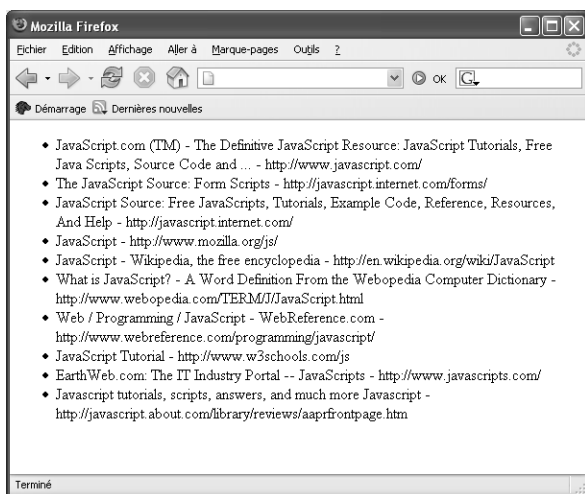 Mozilla Firefox
Fichier Edition Affichage Aller à Marque-pages Outils ?
OK G
Démarrage Dernières nouvelles
JavaScript.com (TM) - The Definitive JavaScript Resource: JavaScript Tutorials, Free
Java Scripts, Source Code and ... - http://www.javascript.com/
The JavaScript Source: Form Scripts - http://javascript.internet.com/forms/
JavaScript Source: Free JavaScripts, Tutorials, Example Code, Reference, Resources,
And Help - http://javascript.internet.com/
JavaScript - http://www.mozilla.org/js/
JavaScript - Wikipedia, the free encyclopedia - http://en.wikipedia.org/wiki/JavaScript
What is JavaScript? - A Word Definition From the Webopedia Computer Dictionary -
http://www.webopedia.com/TERM/J/JavaScript.html
Web / Programming / JavaScript - WebReference.com -
http://www.webreference.com/programming/javascript/
JavaScript Tutorial - http://www.w3schools.com/js
EarthWeb.com: The IT Industry Portal -- JavaScripts - http://www.javascripts.com/
Javascript tutorials, scripts, answers, and much more Javascript -
http://javascript.about.com/library/reviews/aaprfrontpage.htm
Terminé